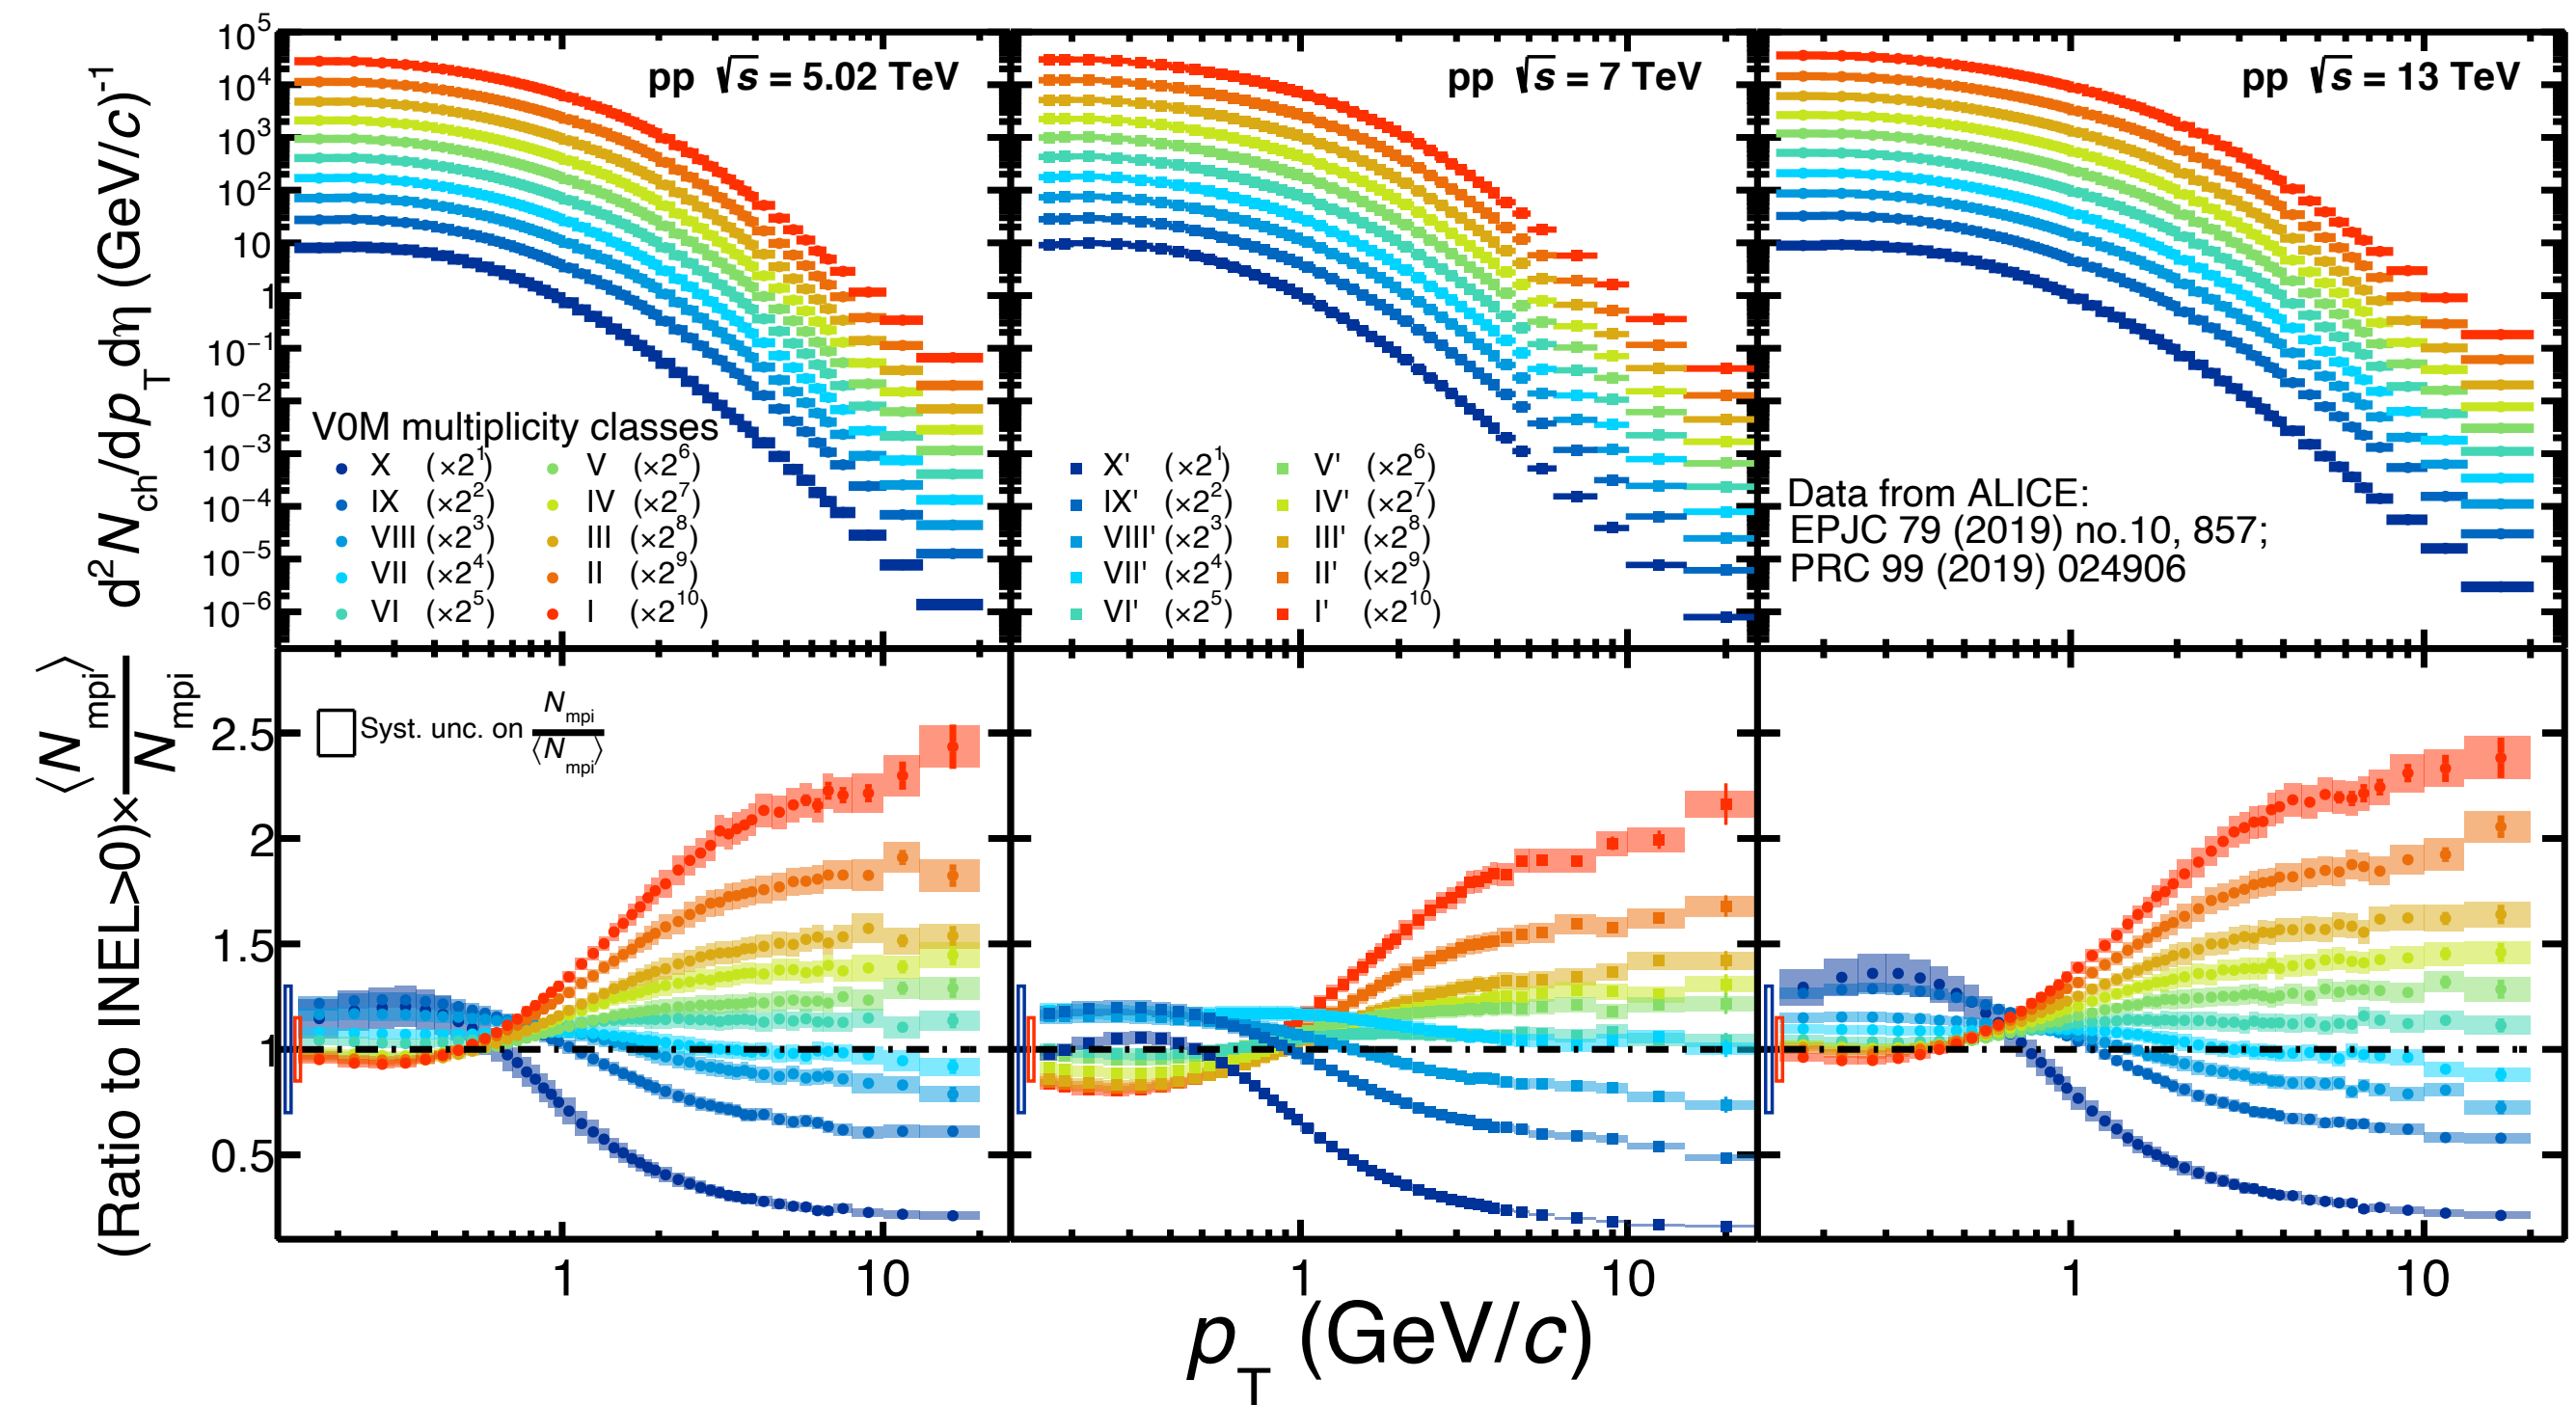 d²N_ch/dp_T dη (GeV/c)⁻¹
10⁵
10⁴
10³
10²
10
1
10⁻¹
10⁻²
10⁻³
10⁻⁴
10⁻⁵
10⁻⁶
pp √s = 5.02 TeV
V0M multiplicity classes
X (×2¹) V (×2⁶)
IX (×2²) IV (×2⁷)
VIII (×2³) III (×2⁸)
VII (×2⁴) II (×2⁹)
VI (×2⁵) I (×2¹⁰)
pp √s = 7 TeV
X' (×2¹) V' (×2⁶)
IX' (×2²) IV' (×2⁷)
VIII' (×2³) III' (×2⁸)
VII' (×2⁴) II' (×2⁹)
VI' (×2⁵) I' (×2¹⁰)
pp √s = 13 TeV
Data from ALICE:
EPJC 79 (2019) no.10, 857;
PRC 99 (2019) 024906
(Ratio to INEL>0)× ⟨N_mpi⟩/N_mpi
2.5
2
1.5
1
0.5
Syst. unc. on N_mpi/⟨N_mpi⟩
1 10
1 10
1 10
p_T (GeV/c)